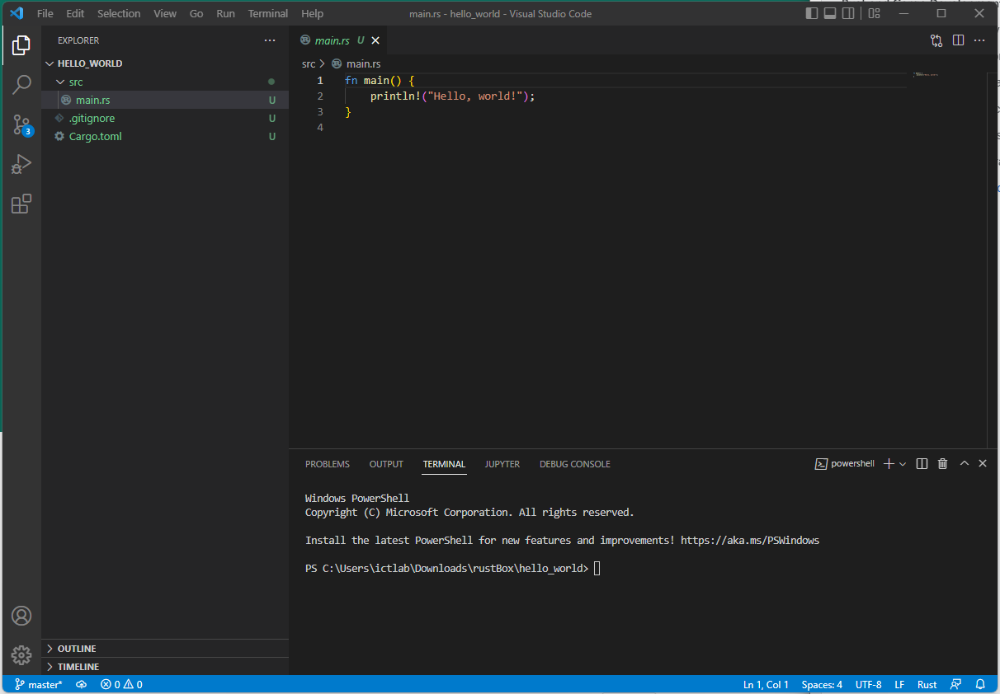 File Edit Selection View Go Run Terminal Help main.rs - hello_world - Visual Studio Code
EXPLORER
HELLO_WORLD
src
main.rs U
.gitignore U
Cargo.toml U
3
OUTLINE
TIMELINE
main.rs U
src > main.rs
1 fn main() {
2     println!("Hello, world!");
3 }
4
PROBLEMS OUTPUT TERMINAL JUPYTER DEBUG CONSOLE powershell
Windows PowerShell
Copyright (C) Microsoft Corporation. All rights reserved.
Install the latest PowerShell for new features and improvements! https://aka.ms/PSWindows
PS C:\Users\ictlab\Downloads\rustBox\hello_world>
master* 0 0 Ln 1, Col 1 Spaces: 4 UTF-8 LF Rust